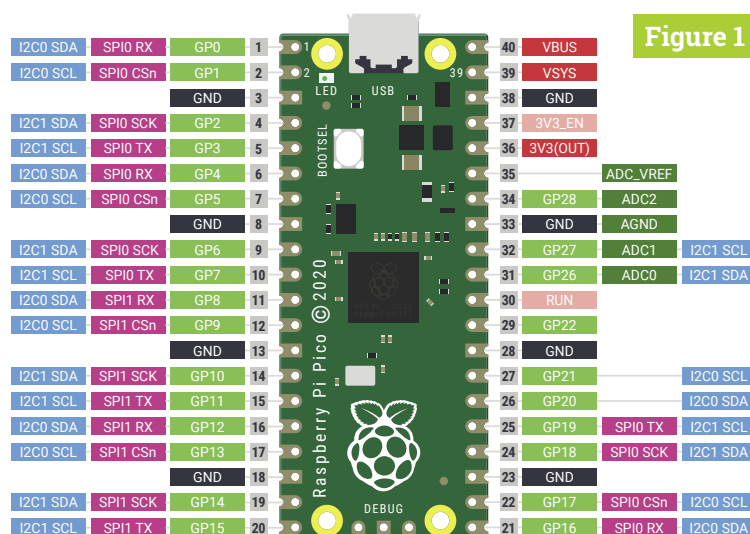 Figure 1
I2C0 SDA SPI0 RX GP0 1 1 40 VBUS
I2C0 SCL SPI0 CSn GP1 2 2 39 39 VSYS
LED USB
GND 3 38 GND
I2C1 SDA SPI0 SCK GP2 4 37 3V3_EN
I2C1 SCL SPI0 TX GP3 5 36 3V3(OUT)
BOOTSEL
I2C0 SDA SPI0 RX GP4 6 35 ADC_VREF
I2C0 SCL SPI0 CSn GP5 7 34 GP28 ADC2
GND 8 33 GND AGND
I2C1 SDA SPI0 SCK GP6 9 32 GP27 ADC1 I2C1 SCL
I2C1 SCL SPI0 TX GP7 10 31 GP26 ADC0 I2C1 SDA
I2C0 SDA SPI1 RX GP8 11 30 RUN
I2C0 SCL SPI1 CSn GP9 12 29 GP22
GND 13 28 GND
I2C1 SDA SPI1 SCK GP10 14 27 GP21 I2C0 SCL
I2C1 SCL SPI1 TX GP11 15 26 GP20 I2C0 SDA
I2C0 SDA SPI1 RX GP12 16 25 GP19 SPI0 TX I2C1 SCL
I2C0 SCL SPI1 CSn GP13 17 24 GP18 SPI0 SCK I2C1 SDA
Raspberry Pi Pico ©2020
GND 18 23 GND
I2C1 SDA SPI1 SCK GP14 19 22 GP17 SPI0 CSn I2C0 SCL
DEBUG
I2C1 SCL SPI1 TX GP15 20 21 GP16 SPI0 RX I2C0 SDA